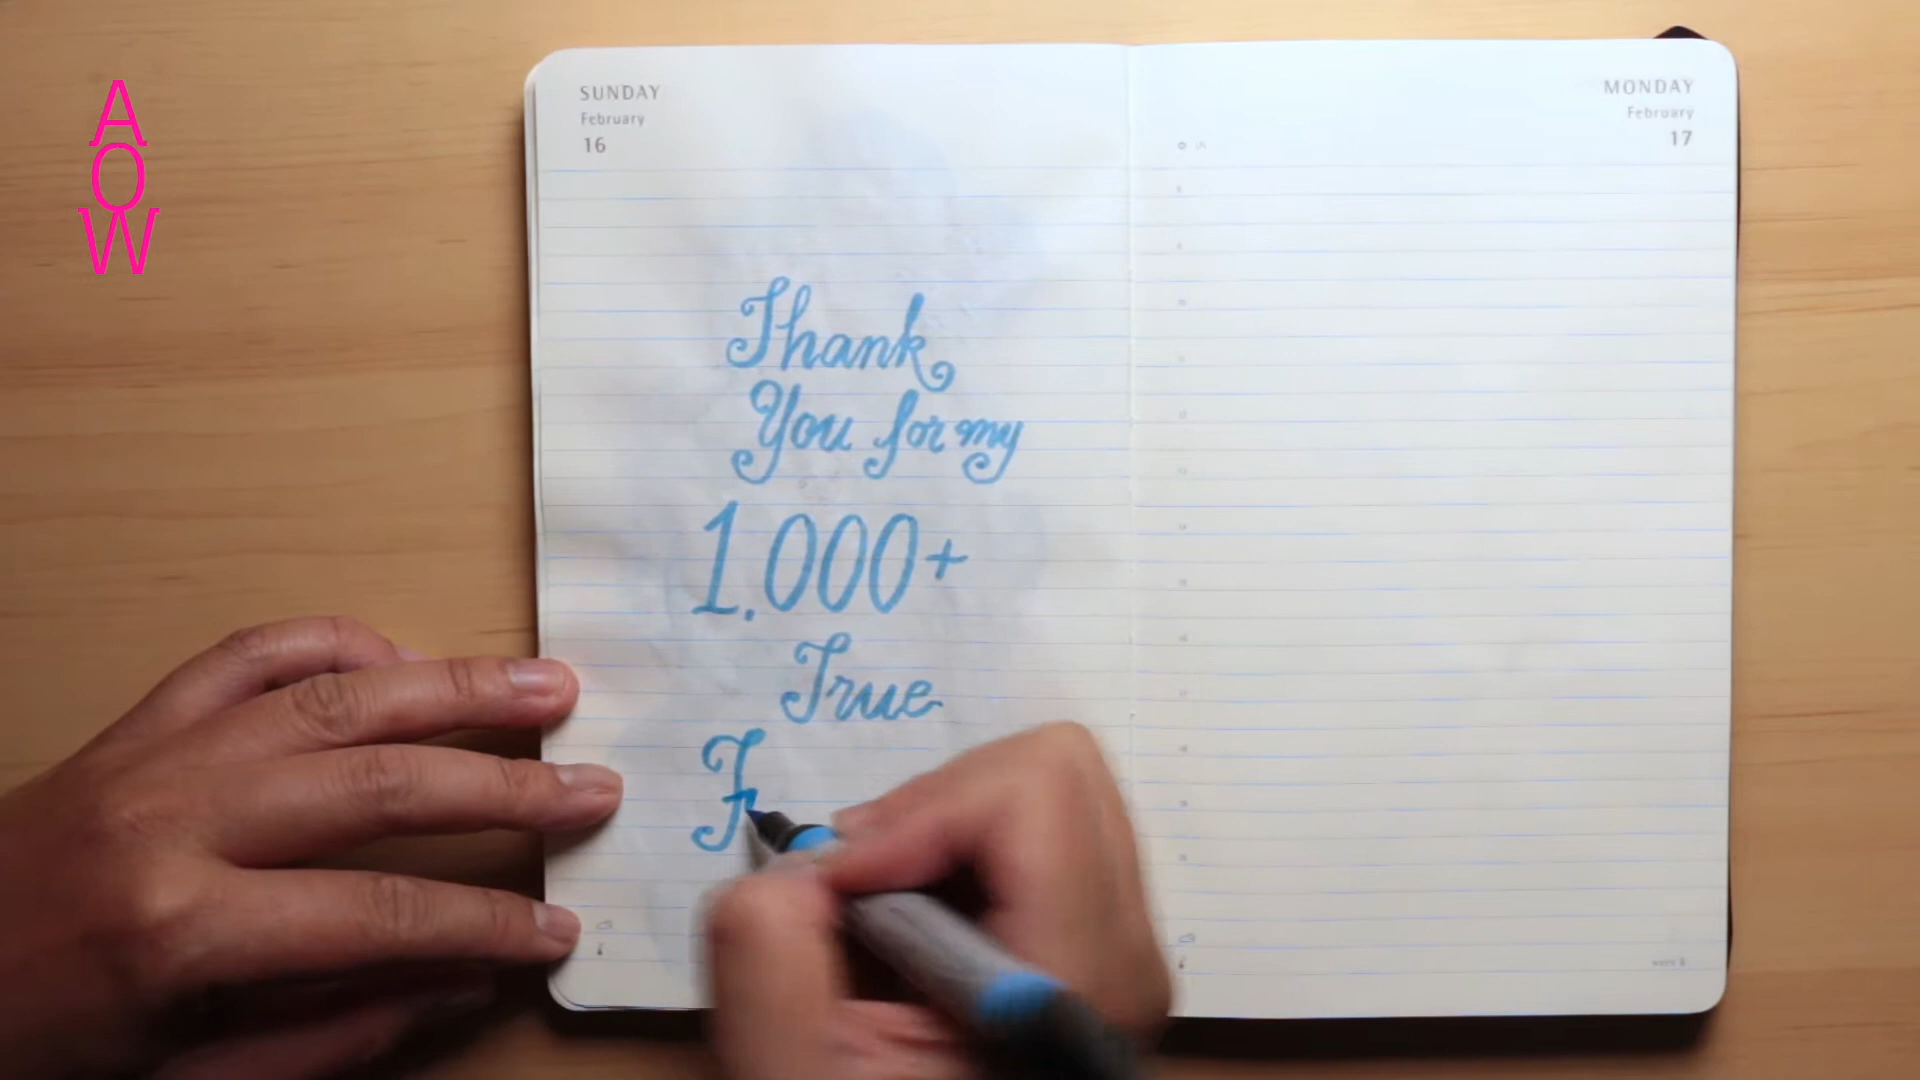 A
O
W
SUNDAY
February
16
MONDAY
February
17
Thank
You for my
1.000+
True
F